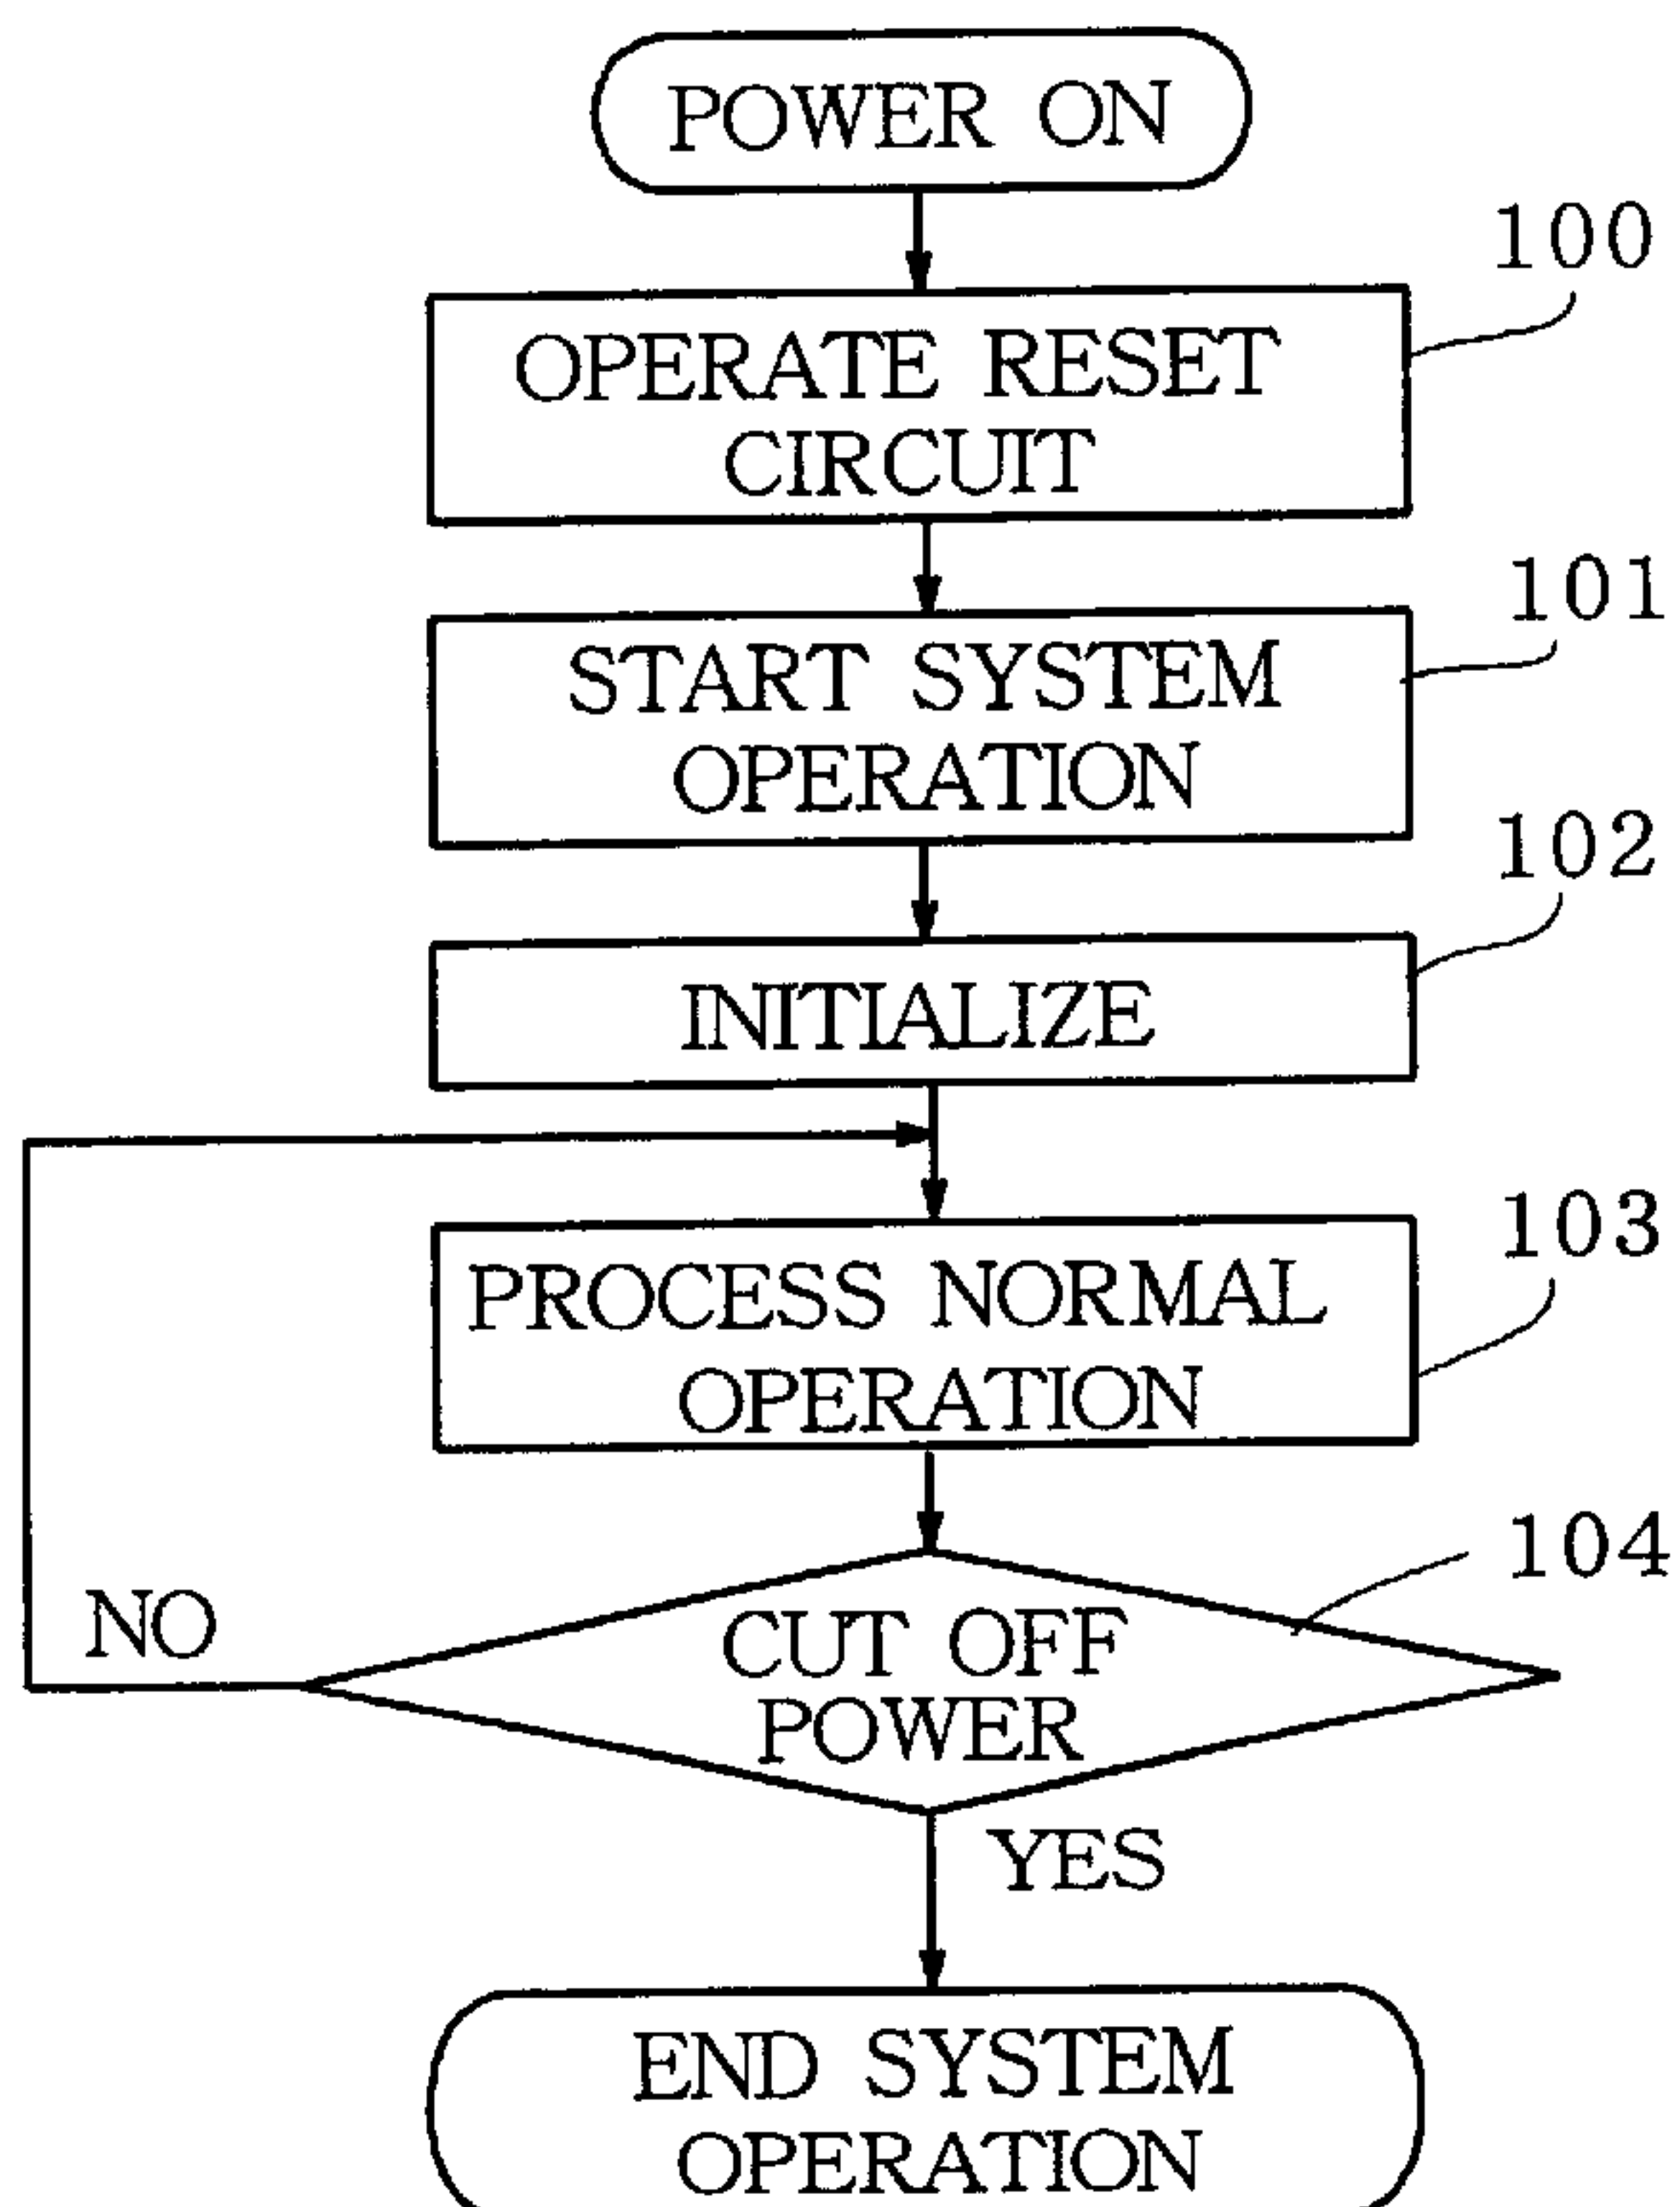 POWER ON
100
OPERATE RESET
CIRCUIT
101
START SYSTEM
OPERATION
102
INITIALIZE
103
PROCESS NORMAL
OPERATION
104
NO
CUT OFF
POWER
YES
END SYSTEM
OPERATION